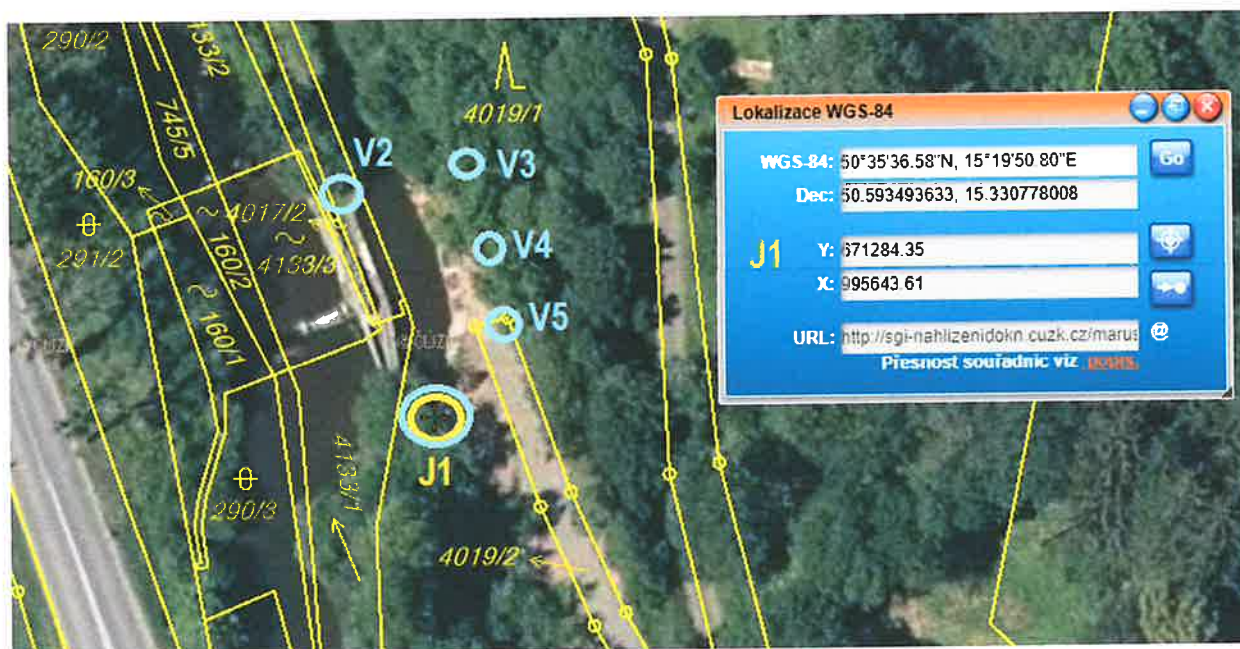 290/2
133/2
745/5
160/3
291/2
4017/2
160/2
4133/3
160/1
V2
4019/1
V3
V4
V5
J1
4133/1
290/3
4019/2
Lokalizace WGS-84
WGS-84: 50°35'36.58"N, 15°19'50.80"E
Go
Dec: 50.593493633, 15.330778008
J1
Y: 671284.35
X: 995643.61
URL: http://sgi-nahlizenidokn.cuzk.cz/marus @
Přesnost souřadnic viz popis.